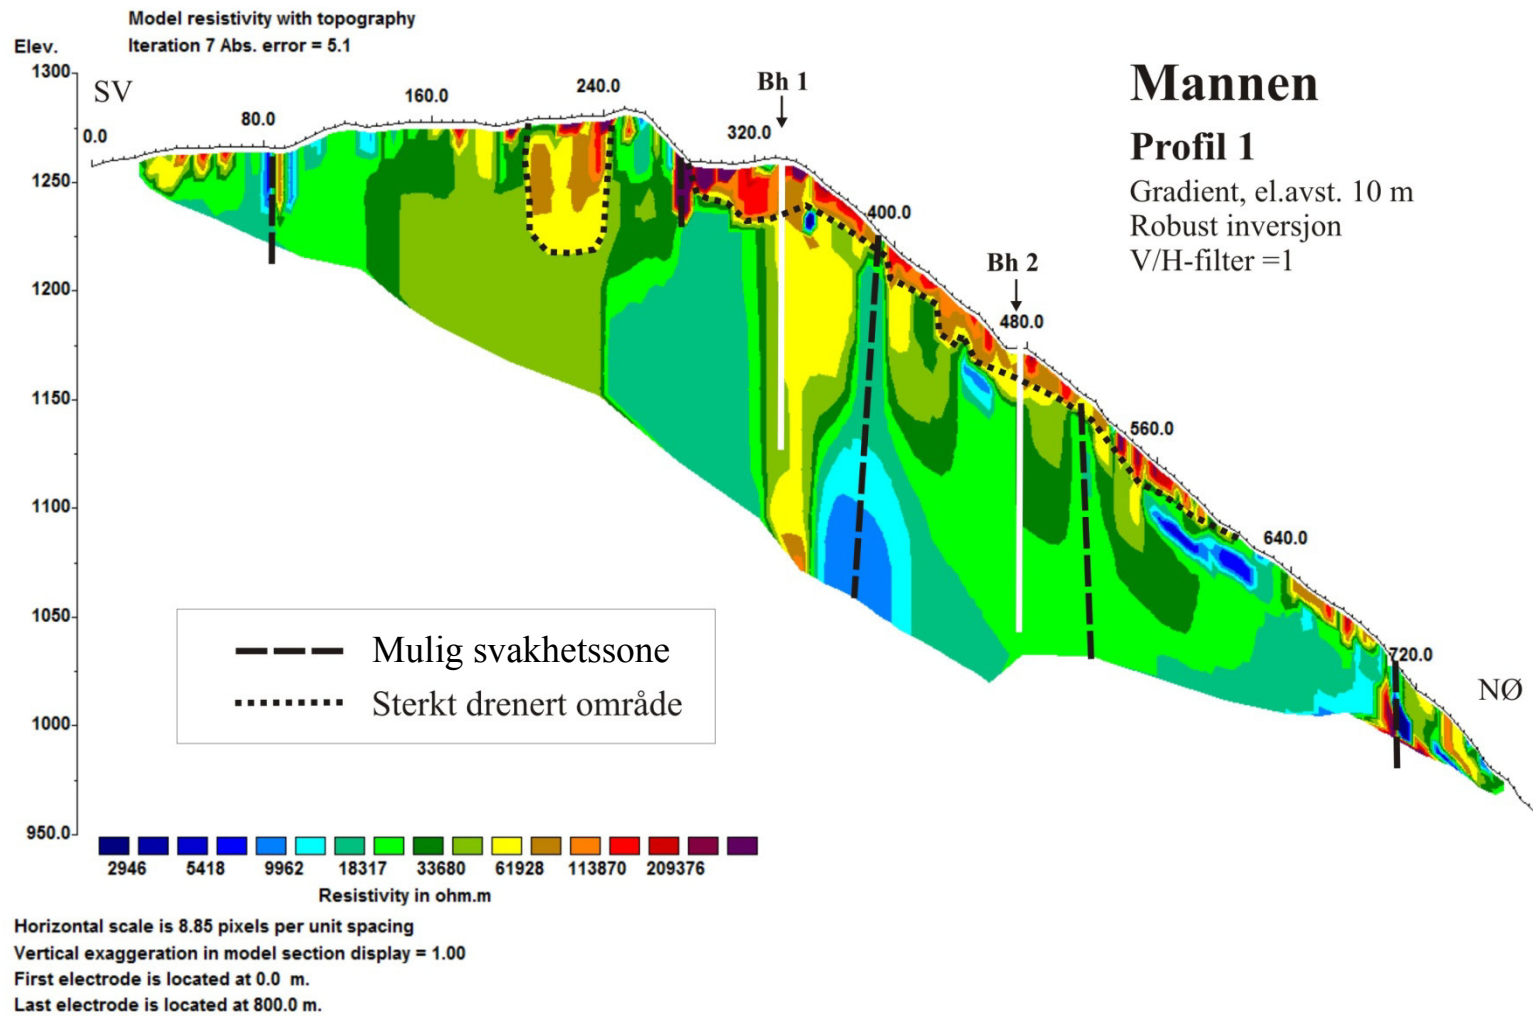 Model resistivity with topography
Iteration 7 Abs. error = 5.1
Elev.
1300
SV
0.0
80.0
160.0
240.0
320.0
Bh 1
400.0
Bh 2
480.0
560.0
640.0
720.0
NØ
Mannen
Profil 1
Gradient, el.avst. 10 m
Robust inversjon
V/H-filter =1
1250
1200
1150
1100
1050
1000
950.0
Mulig svakhetssone
Sterkt drenert område
2946 5418 9962 18317 33680 61928 113870 209376
Resistivity in ohm.m
Horizontal scale is 8.85 pixels per unit spacing
Vertical exaggeration in model section display = 1.00
First electrode is located at 0.0 m.
Last electrode is located at 800.0 m.